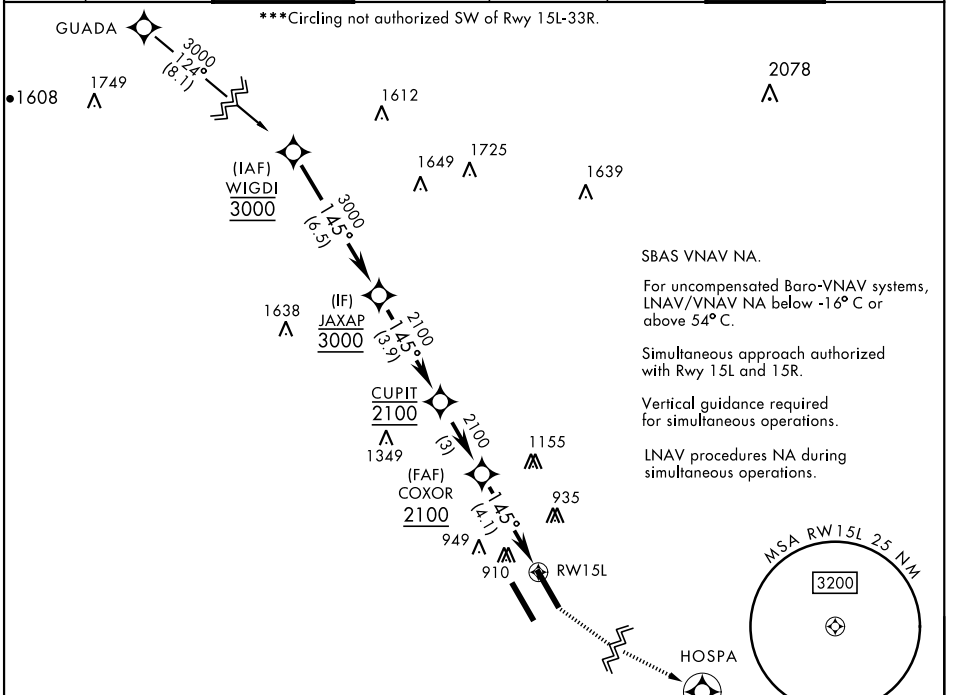 ***Circling not authorized SW of Rwy 15L-33R.
GUADA
3000
124°
(8.1)
1608
1749
1612
2078
1649
1725
1639
(IAF)
WIGDI
3000
3000
145°
(6.5)
SBAS VNAV NA.
For uncompensated Baro-VNAV systems,
LNAV/VNAV NA below -16° C or
above 54° C.
Simultaneous approach authorized
with Rwy 15L and 15R.
Vertical guidance required
for simultaneous operations.
LNAV procedures NA during
simultaneous operations.
1638
(IF)
JAXAP
3000
2100
145°
(3.9)
CUPIT
2100
2100
(3)
1349
1155
(FAF)
COXOR
2100
145°
(4.1)
935
949
910
RW15L
MSA RW15L 25 NM
3200
HOSPA